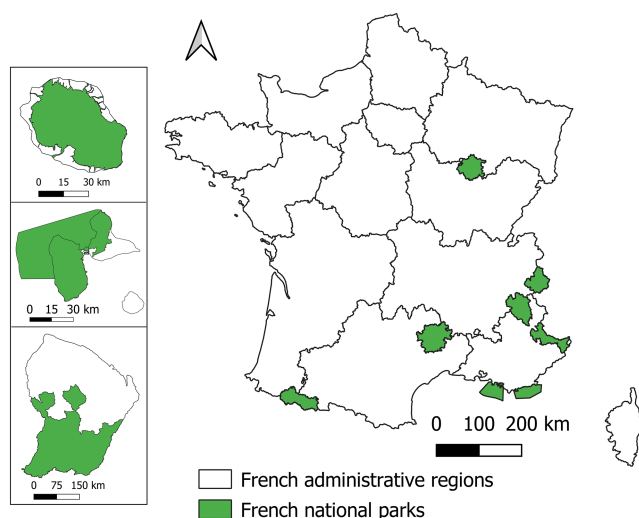 0 15 30 km
0 15 30 km
0 75 150 km
0 100 200 km
French administrative regions
French national parks